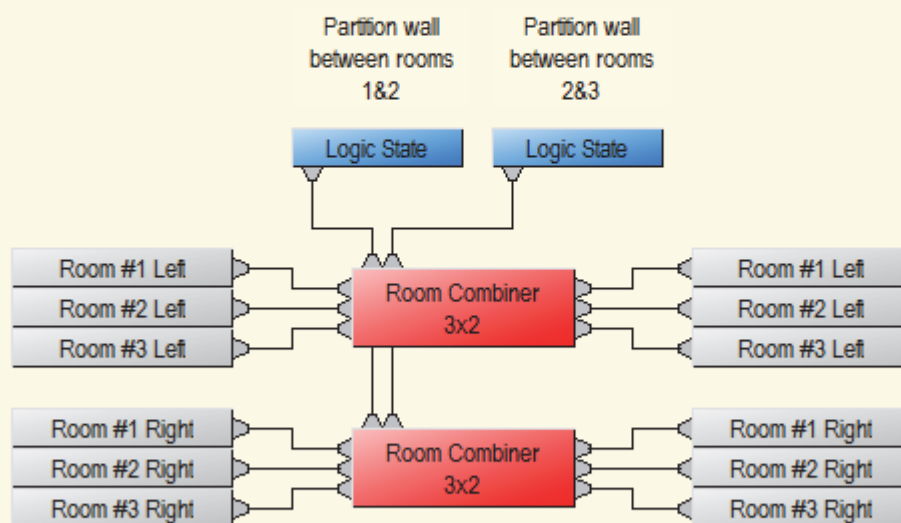 Partition wall
between rooms
1&2
Partition wall
between rooms
2&3
Logic State
Logic State
Room #1 Left
Room #2 Left
Room #3 Left
Room Combiner
3x2
Room #1 Left
Room #2 Left
Room #3 Left
Room #1 Right
Room #2 Right
Room #3 Right
Room Combiner
3x2
Room #1 Right
Room #2 Right
Room #3 Right